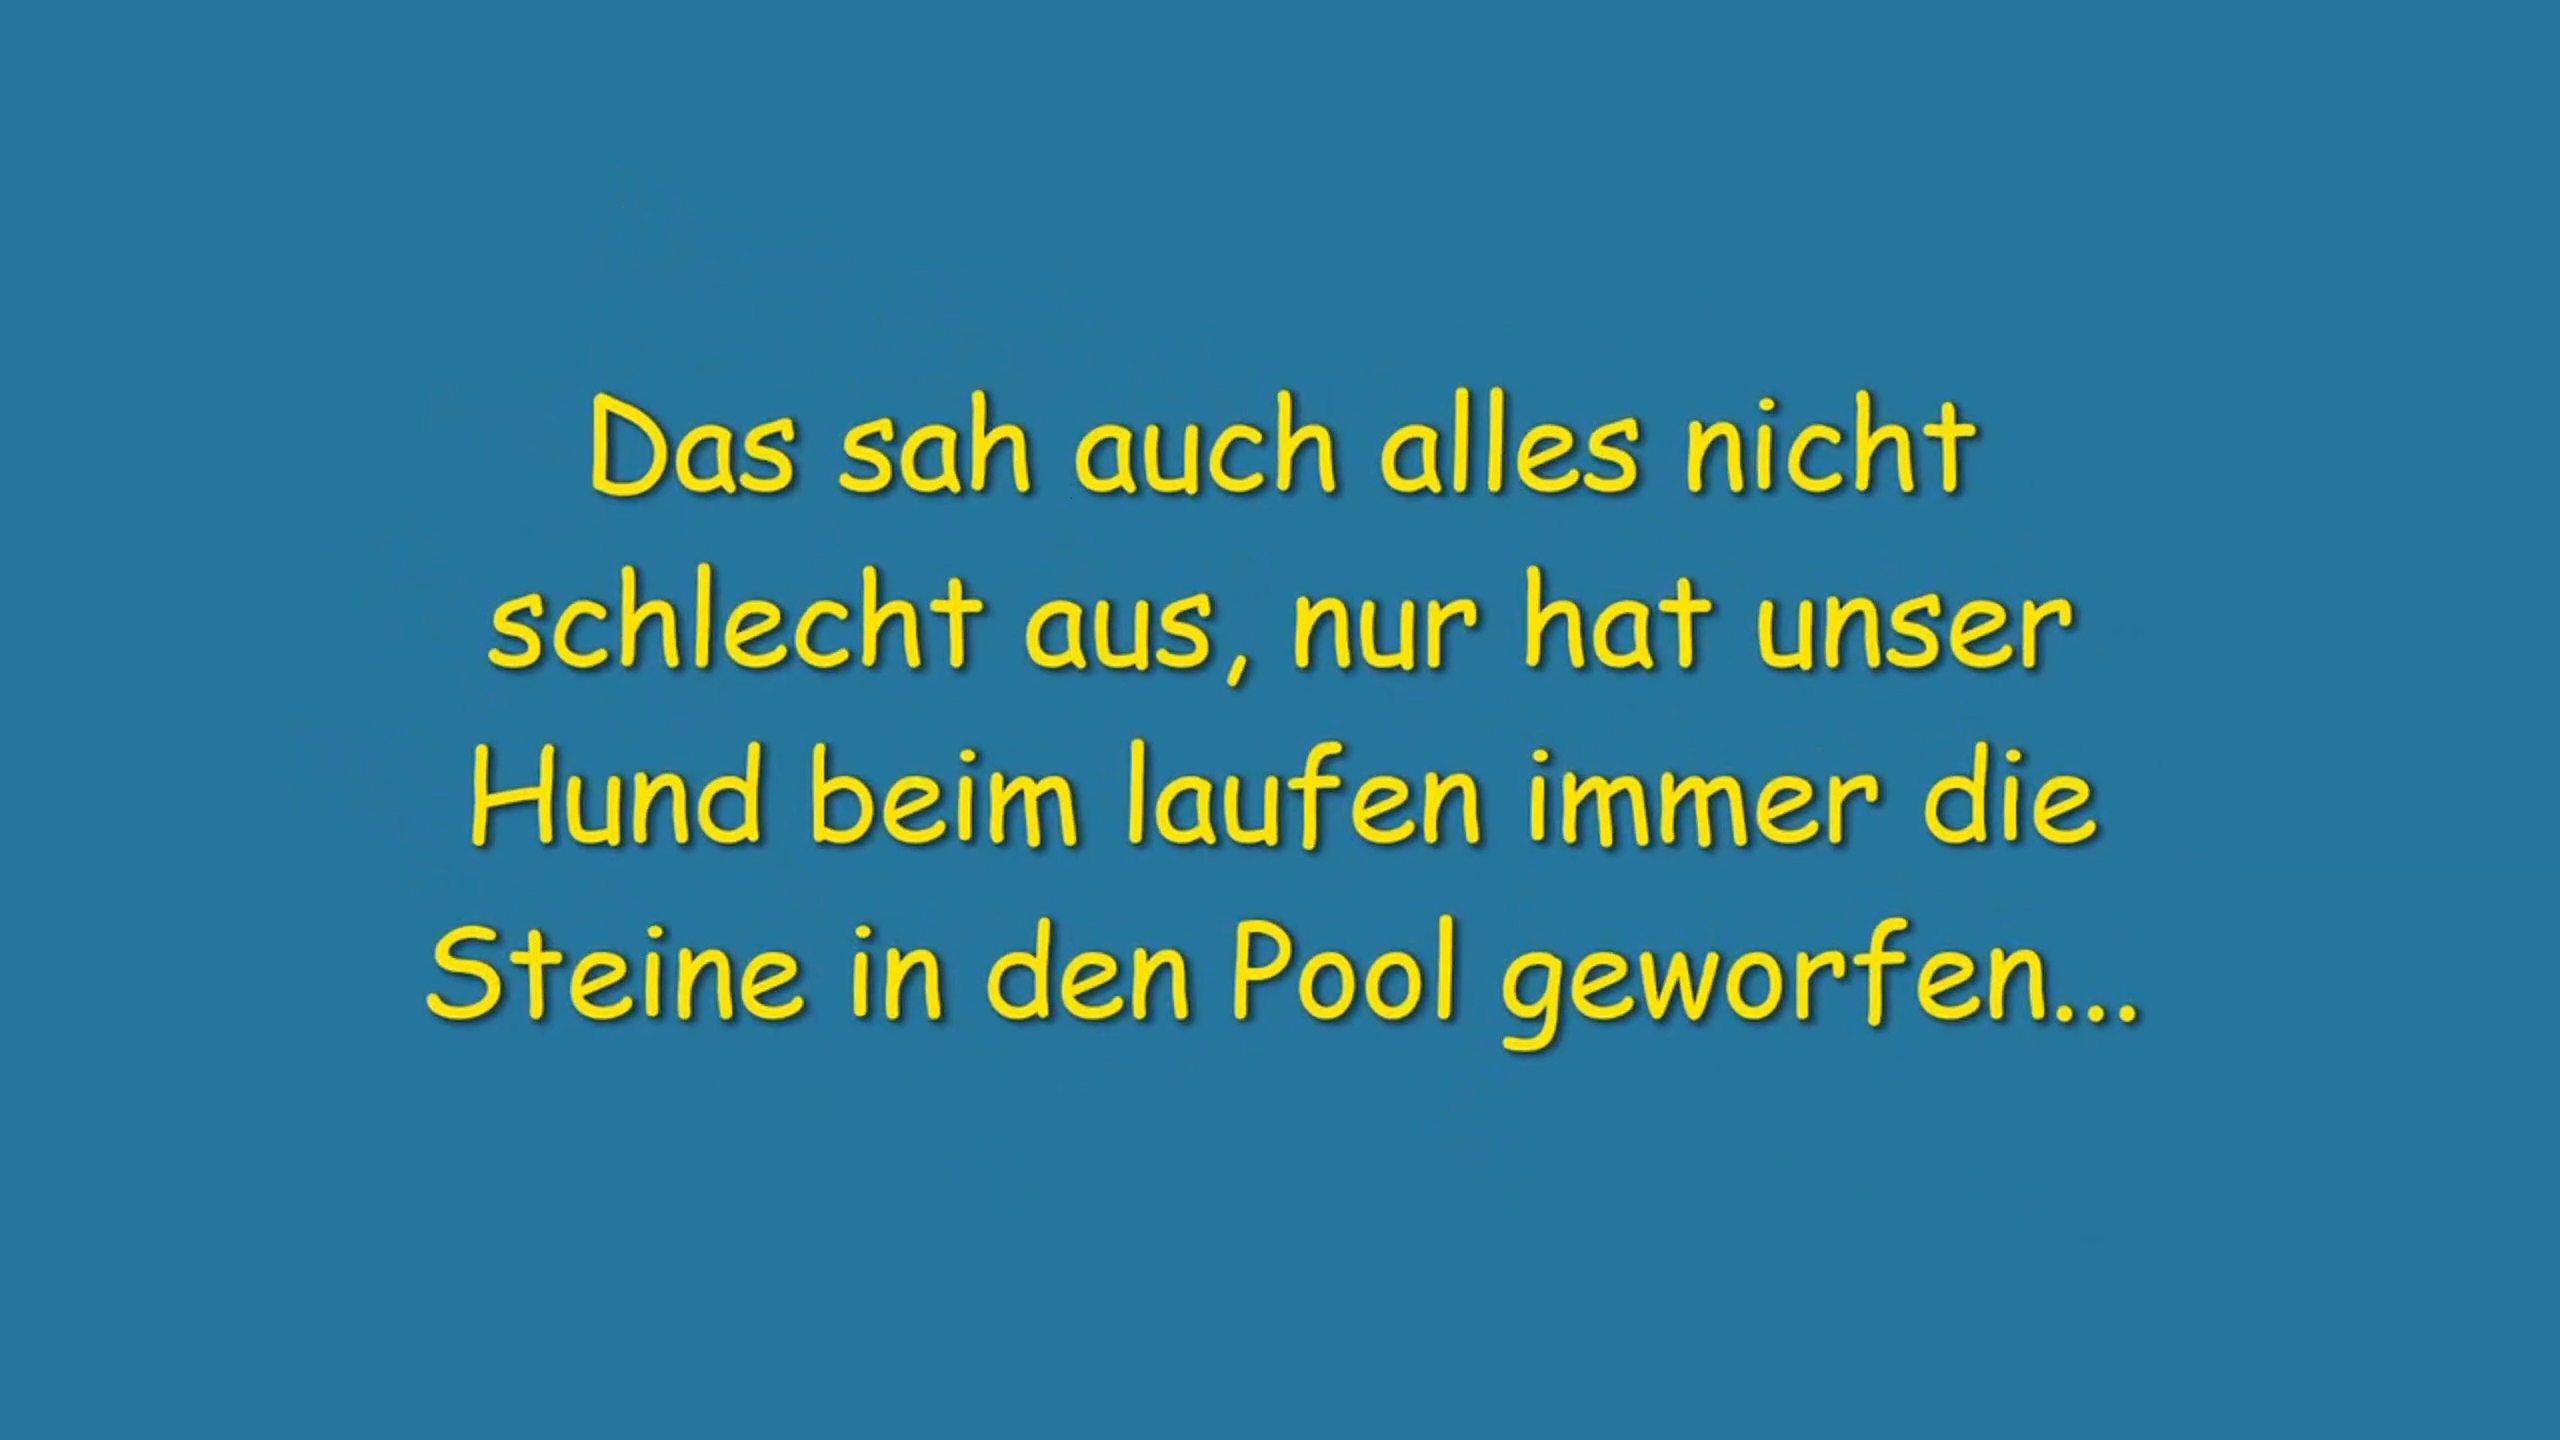 Das sah auch alles nicht
schlecht aus, nur hat unser
Hund beim laufen immer die
Steine in den Pool geworfen...